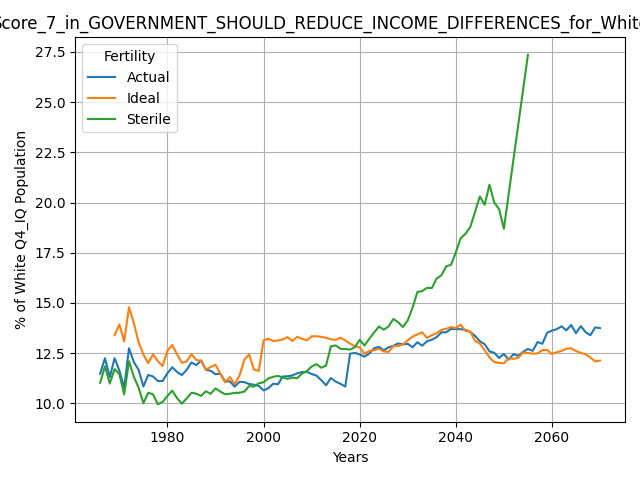 Score_7_in_GOVERNMENT_SHOULD_REDUCE_INCOME_DIFFERENCES_for_White
27.5
25.0
22.5
20.0
17.5
15.0
12.5
10.0
% of White Q4_IQ Population
Fertility
Actual
Ideal
Sterile
1980
2000
2020
2040
2060
Years